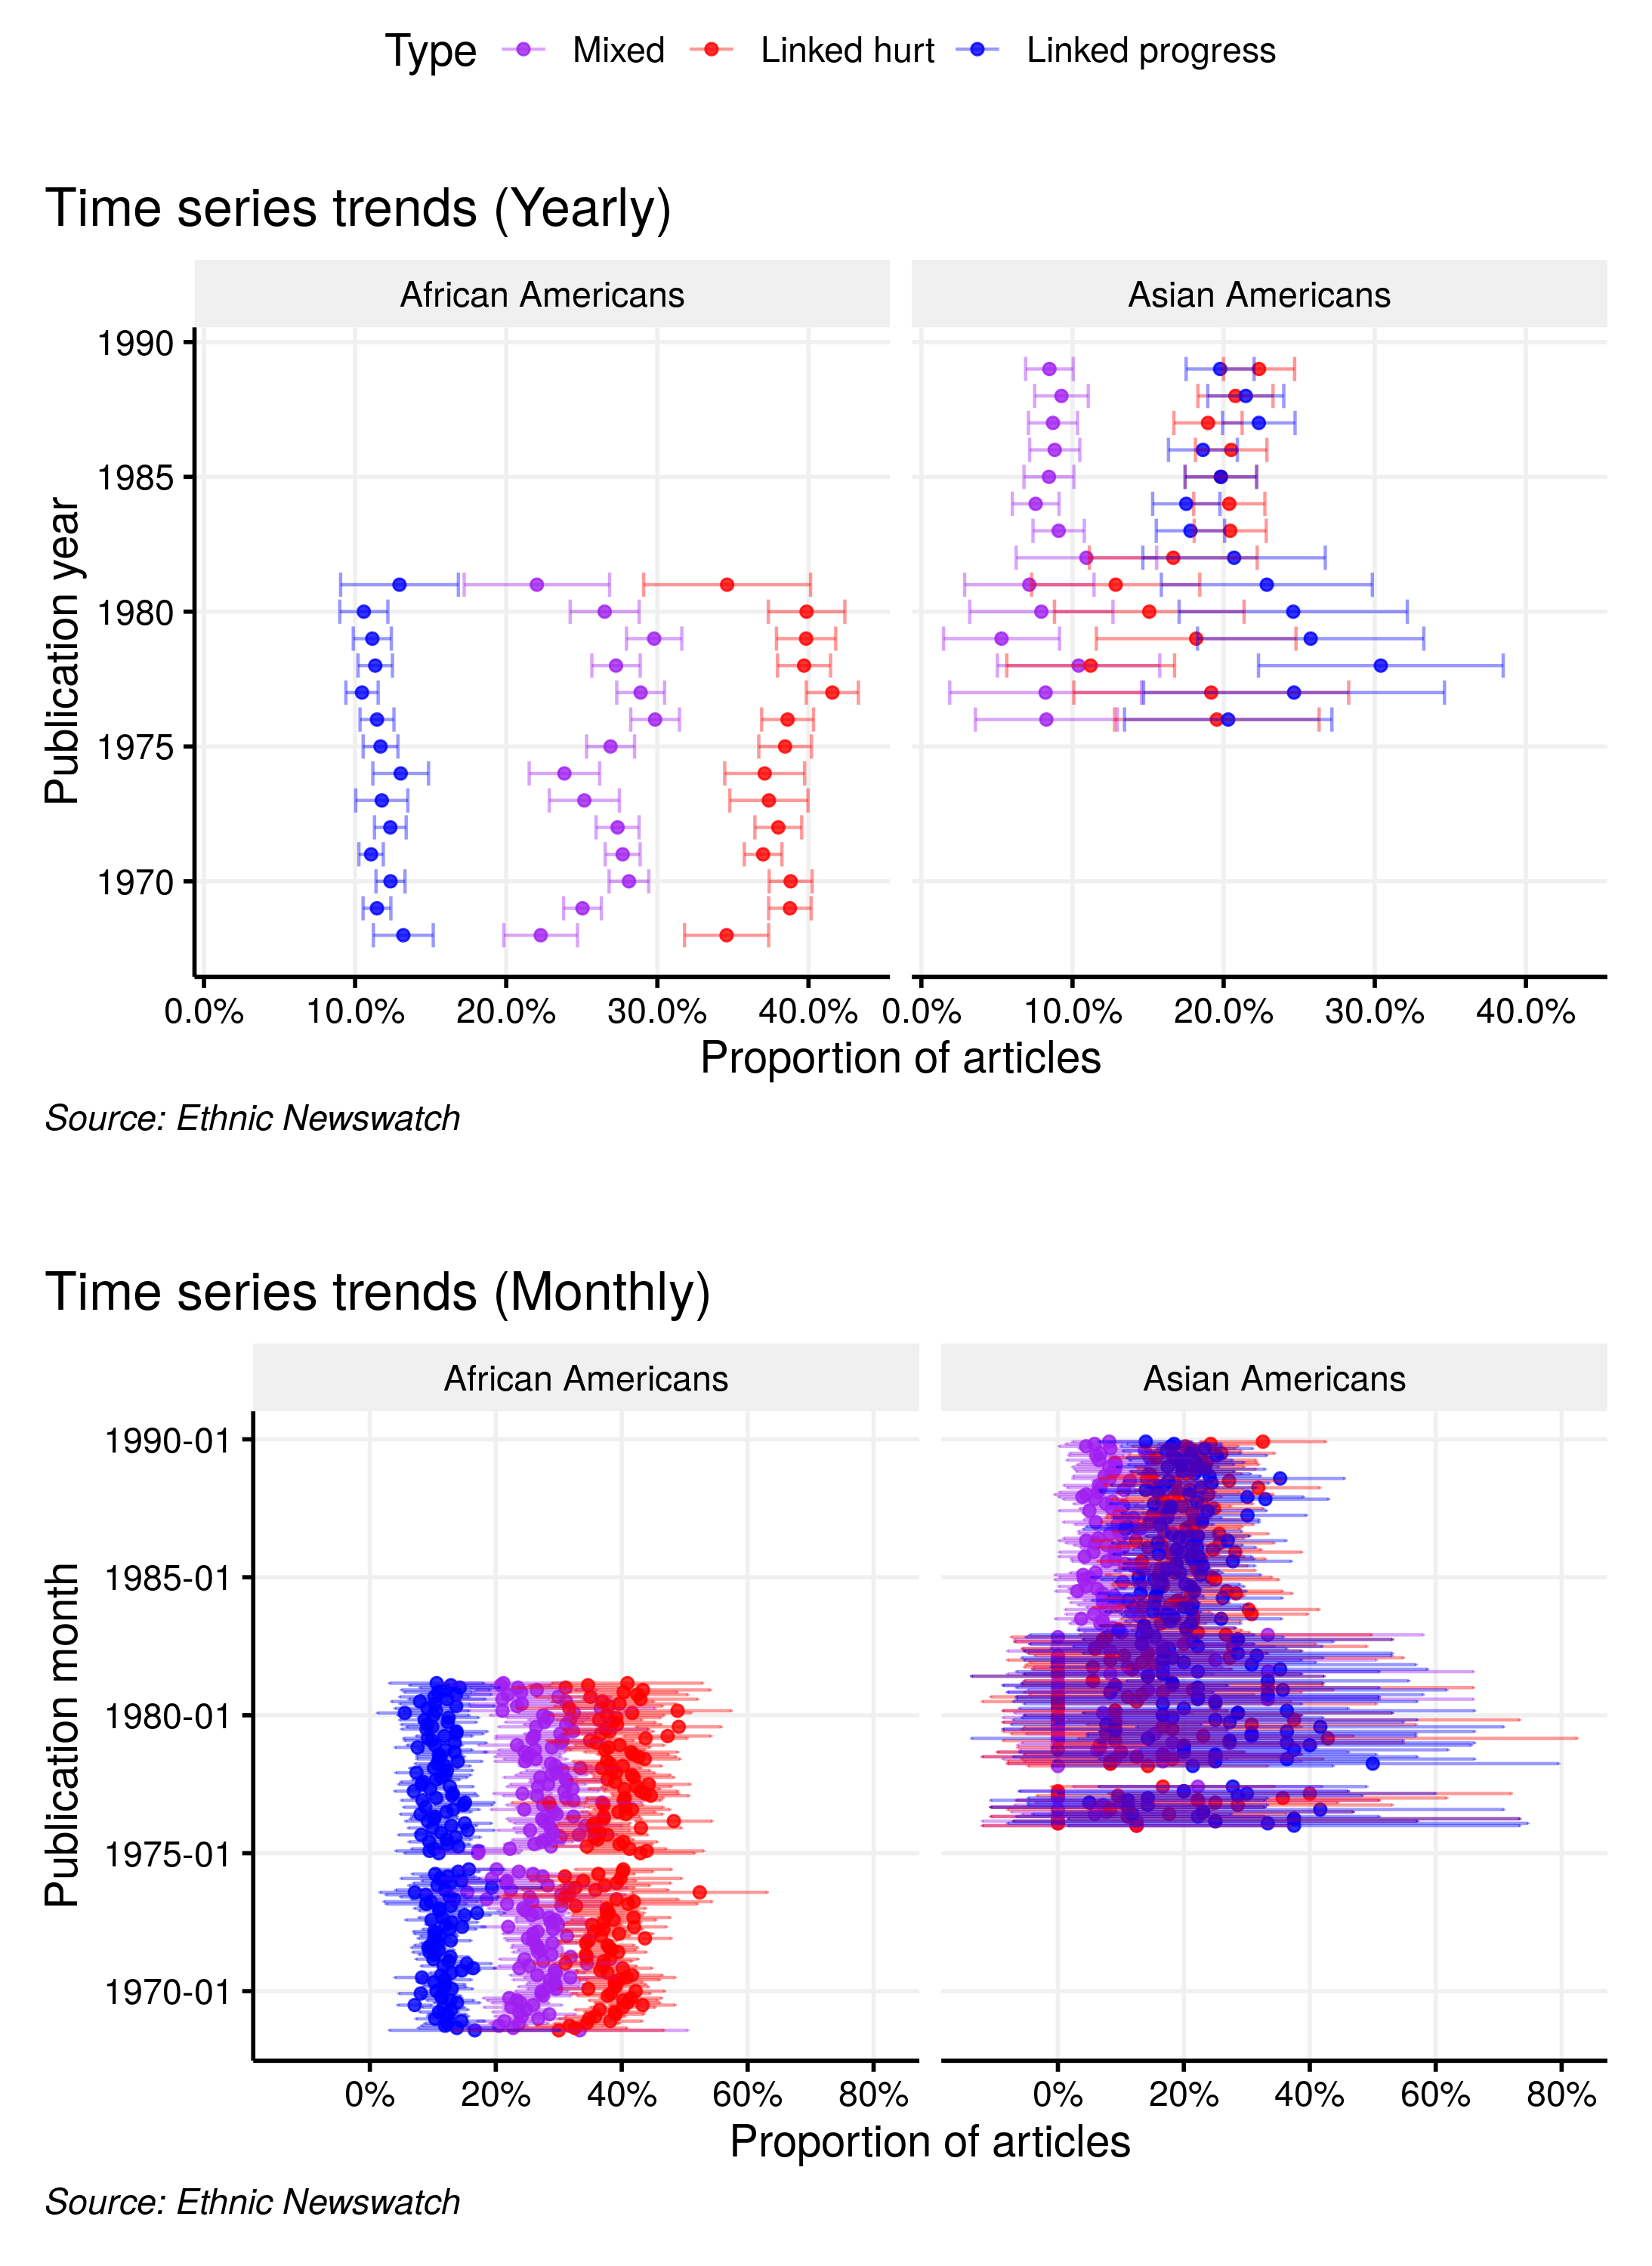 Type Mixed Linked hurt Linked progress
Time series trends (Yearly)
African Americans Asian Americans
1990
1985
1980
1975
1970
Publication year
0.0% 10.0% 20.0% 30.0% 40.0% 0.0% 10.0% 20.0% 30.0% 40.0%
Proportion of articles
Source: Ethnic Newswatch
Time series trends (Monthly)
African Americans Asian Americans
1990-01
1985-01
1980-01
1975-01
1970-01
Publication month
0% 20% 40% 60% 80% 0% 20% 40% 60% 80%
Proportion of articles
Source: Ethnic Newswatch